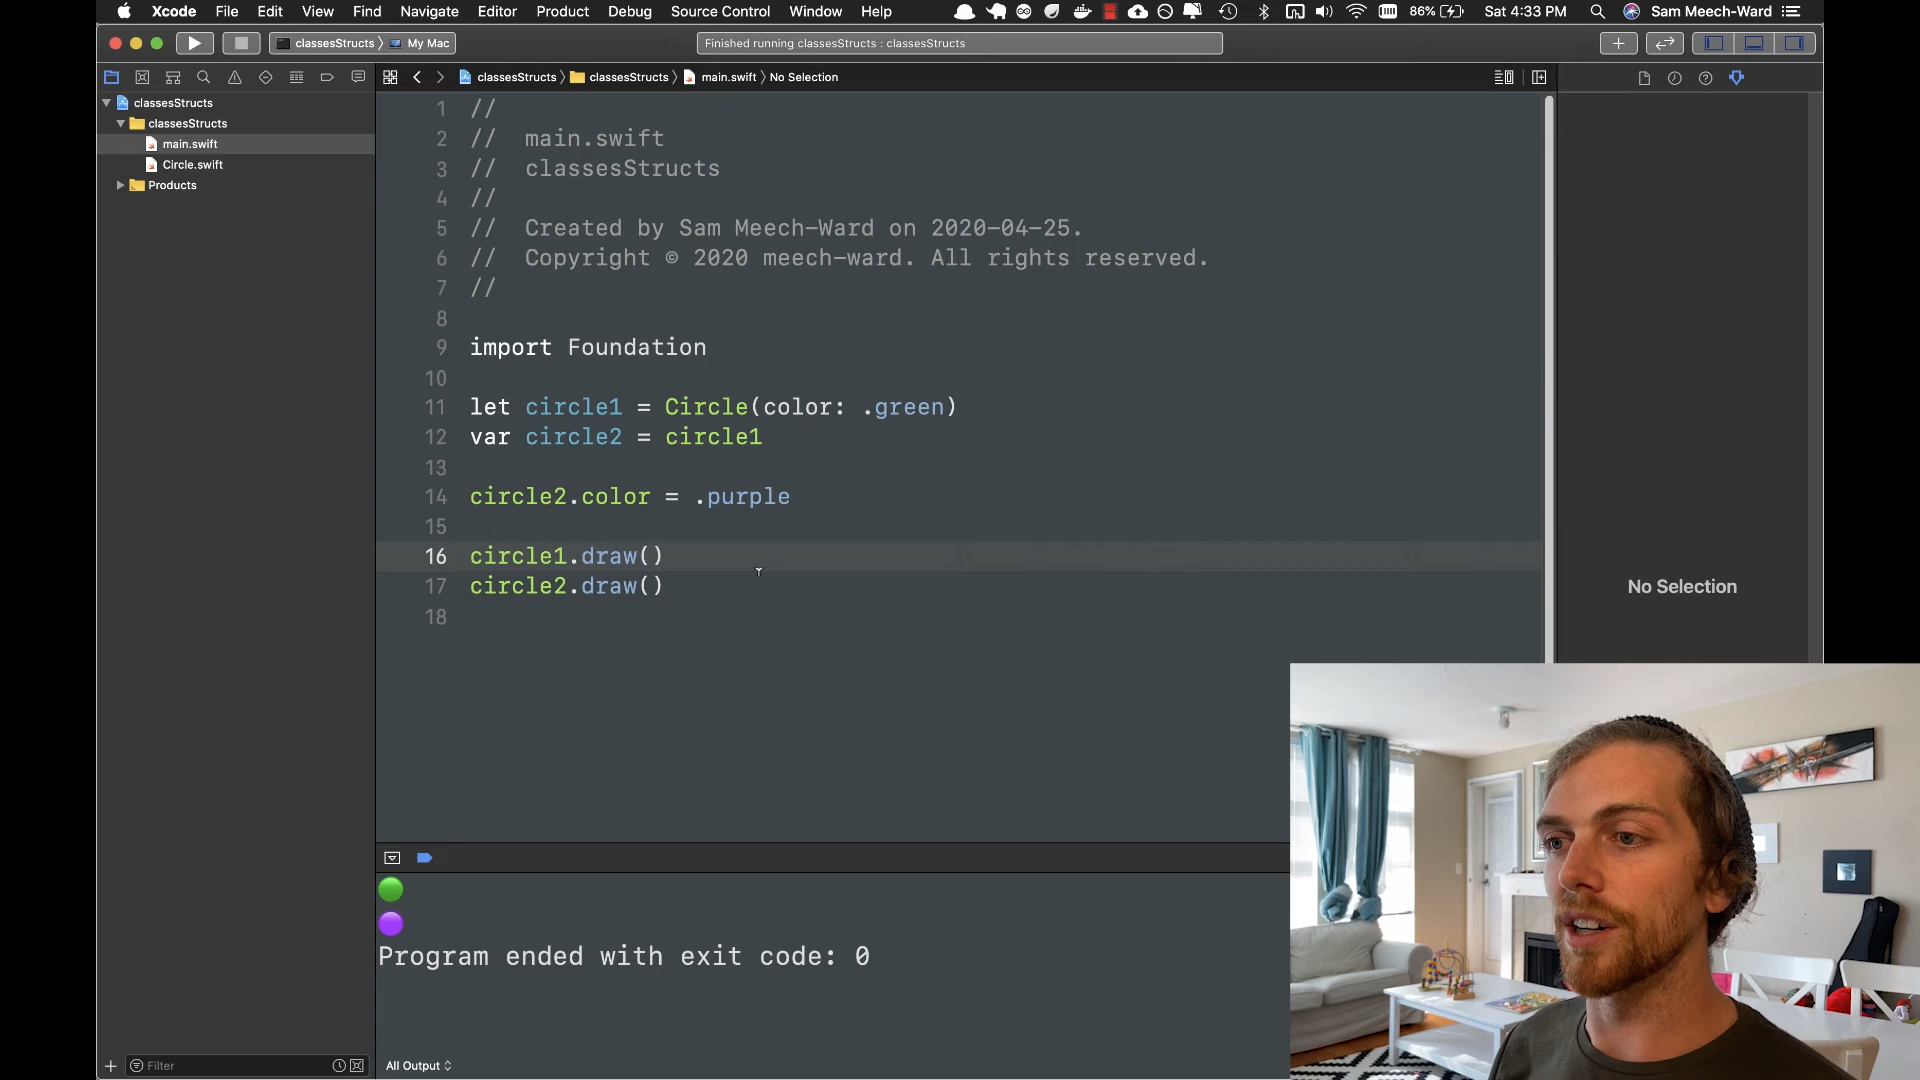 Xcode File Edit View Find Navigate Editor Product Debug Source Control Window Help 86% Sat 4:33 PM Sam Meech-Ward
classesStructs My Mac
Finished running classesStructs : classesStructs
classesStructs classesStructs main.swift No Selection
classesStructs
classesStructs
main.swift
Circle.swift
Products
1 //
2 // main.swift
3 // classesStructs
4 //
5 // Created by Sam Meech-Ward on 2020-04-25.
6 // Copyright © 2020 meech-ward. All rights reserved.
7 //
8
9 import Foundation
10
11 let circle1 = Circle(color: .green)
12 var circle2 = circle1
13
14 circle2.color = .purple
15
16 circle1.draw()
17 circle2.draw()
18
No Selection
Program ended with exit code: 0
Filter
All Output